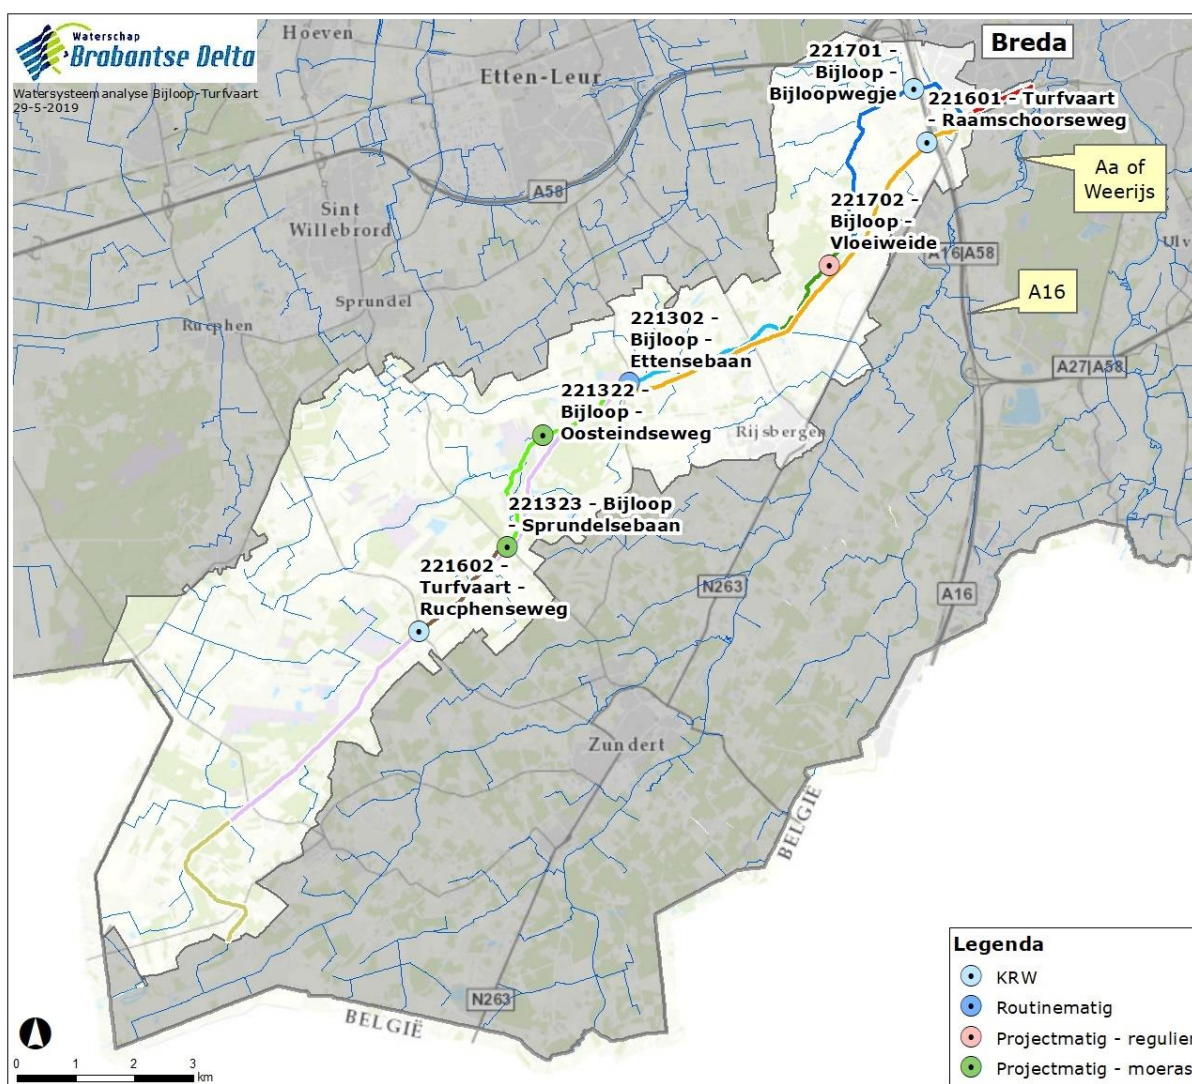 Waterschap
Brabantse Delta
Watersysteemanalyse Bijloop-Turfvaart
29-5-2019
Hoeven
Etten-Leur
Breda
221701 -
Bijloop -
Bijloopwegje
221601 - Turfvaart
- Raamschoorseweg
Aa of
Weerijs
A58
Sint
Willebrord
221702 -
Bijloop -
Vloeiweide
Ulv
A16|A58
A16
Sprundel
Rucphen
221302 -
Bijloop -
Ettensebaan
A27|A58
221322 -
Bijloop -
Oosteindseweg
Rijsbergen
221323 - Bijloop
- Sprundelsebaan
221602 -
Turfvaart -
Rucphenseweg
N263
A16
Zundert
BELGIË
N263
BELGIË
Legenda
KRW
Routinematig
Projectmatig - regulier
Projectmatig - moeras
0 1 2 3
km